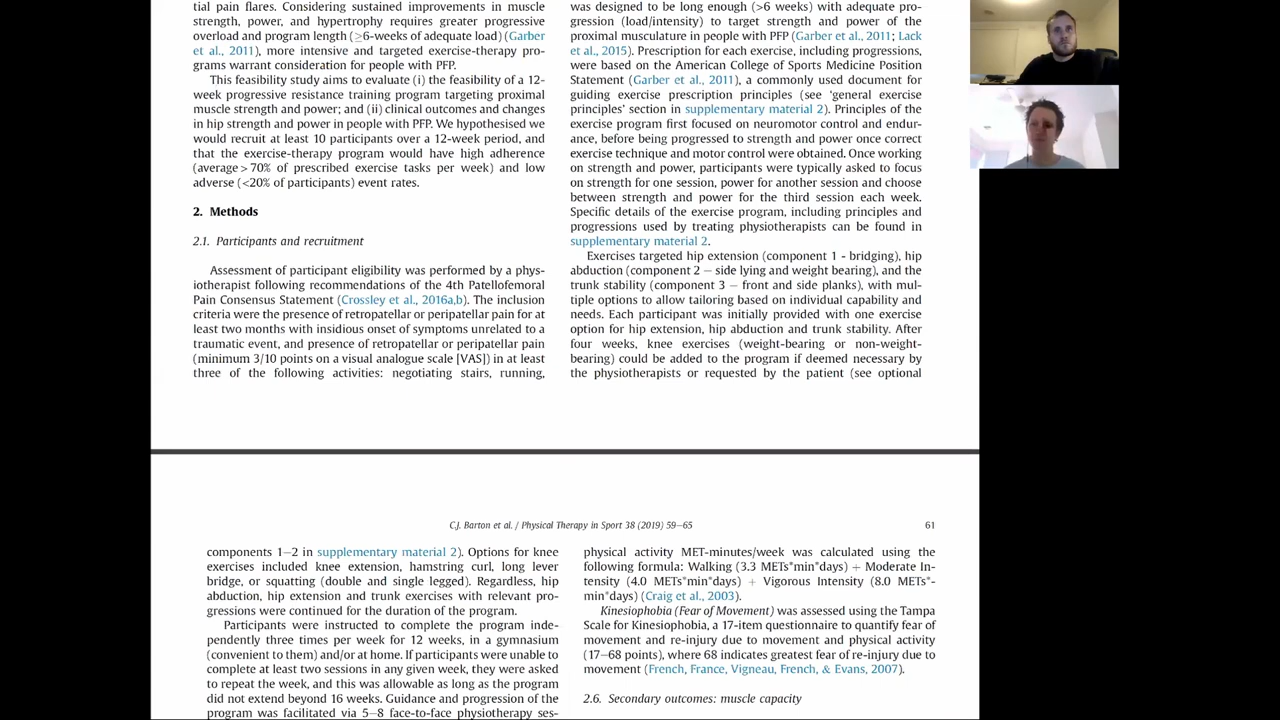 tial pain flares. Considering sustained improvements in muscle
strength, power, and hypertrophy requires greater progressive
overload and program length (≥6-weeks of adequate load) (Garber
et al., 2011), more intensive and targeted exercise-therapy pro-
grams warrant consideration for people with PFP.
This feasibility study aims to evaluate (i) the feasibility of a 12-
week progressive resistance training program targeting proximal
muscle strength and power; and (ii) clinical outcomes and changes
in hip strength and power in people with PFP. We hypothesised we
would recruit at least 10 participants over a 12-week period, and
that the exercise-therapy program would have high adherence
(average > 70% of prescribed exercise tasks per week) and low
adverse (<20% of participants) event rates.
2. Methods
2.1. Participants and recruitment
Assessment of participant eligibility was performed by a phys-
iotherapist following recommendations of the 4th Patellofemoral
Pain Consensus Statement (Crossley et al., 2016a,b). The inclusion
criteria were the presence of retropatellar or peripatellar pain for at
least two months with insidious onset of symptoms unrelated to a
traumatic event, and presence of retropatellar or peripatellar pain
(minimum 3/10 points on a visual analogue scale [VAS]) in at least
three of the following activities: negotiating stairs, running,
was designed to be long enough (>6 weeks) with adequate pro-
gression (load/intensity) to target strength and power of the
proximal musculature in people with PFP (Garber et al., 2011; Lack
et al., 2015). Prescription for each exercise, including progressions,
were based on the American College of Sports Medicine Position
Statement (Garber et al., 2011), a commonly used document for
guiding exercise prescription principles (see 'general exercise
principles' section in supplementary material 2). Principles of the
exercise program first focused on neuromotor control and endur-
ance, before being progressed to strength and power once correct
exercise technique and motor control were obtained. Once working
on strength and power, participants were typically asked to focus
on strength for one session, power for another session and choose
between strength and power for the third session each week.
Specific details of the exercise program, including principles and
progressions used by treating physiotherapists can be found in
supplementary material 2.
Exercises targeted hip extension (component 1 - bridging), hip
abduction (component 2 – side lying and weight bearing), and the
trunk stability (component 3 – front and side planks), with mul-
tiple options to allow tailoring based on individual capability and
needs. Each participant was initially provided with one exercise
option for hip extension, hip abduction and trunk stability. After
four weeks, knee exercises (weight-bearing or non-weight-
bearing) could be added to the program if deemed necessary by
the physiotherapists or requested by the patient (see optional
C.J. Barton et al. / Physical Therapy in Sport 38 (2019) 59–65
61
components 1–2 in supplementary material 2). Options for knee
exercises included knee extension, hamstring curl, long lever
bridge, or squatting (double and single legged). Regardless, hip
abduction, hip extension and trunk exercises with relevant pro-
gressions were continued for the duration of the program.
Participants were instructed to complete the program inde-
pendently three times per week for 12 weeks, in a gymnasium
(convenient to them) and/or at home. If participants were unable to
complete at least two sessions in any given week, they were asked
to repeat the week, and this was allowable as long as the program
did not extend beyond 16 weeks. Guidance and progression of the
program was facilitated via 5–8 face-to-face physiotherapy ses-
physical activity MET-minutes/week was calculated using the
following formula: Walking (3.3 METs*min*days) + Moderate In-
tensity (4.0 METs*min*days) + Vigorous Intensity (8.0 METs*-
min*days) (Craig et al., 2003).
Kinesiophobia (Fear of Movement) was assessed using the Tampa
Scale for Kinesiophobia, a 17-item questionnaire to quantify fear of
movement and re-injury due to movement and physical activity
(17–68 points), where 68 indicates greatest fear of re-injury due to
movement (French, France, Vigneau, French, & Evans, 2007).
2.6. Secondary outcomes: muscle capacity